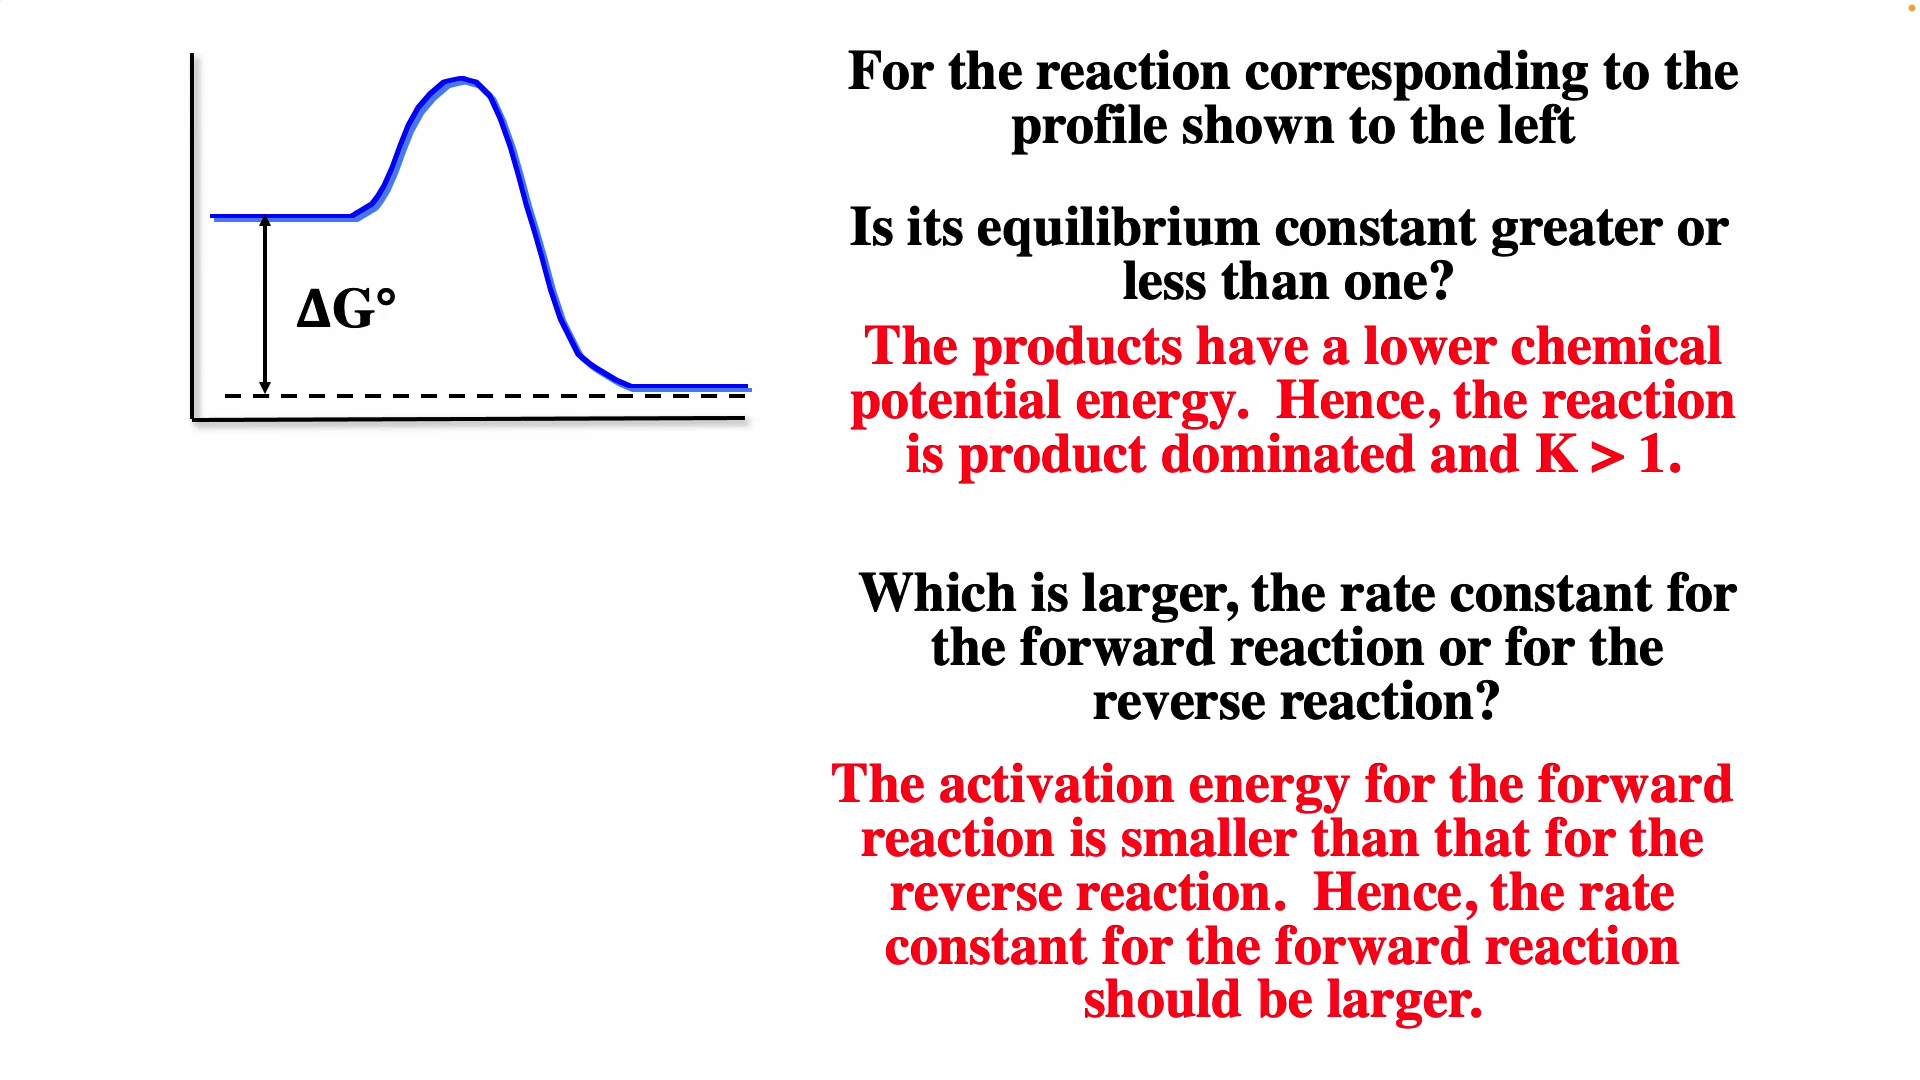 ΔG°
For the reaction corresponding to the
profile shown to the left
Is its equilibrium constant greater or
less than one?
The products have a lower chemical
potential energy.  Hence, the reaction
is product dominated and K > 1.
Which is larger, the rate constant for
the forward reaction or for the
reverse reaction?
The activation energy for the forward
reaction is smaller than that for the
reverse reaction.  Hence, the rate
constant for the forward reaction
should be larger.